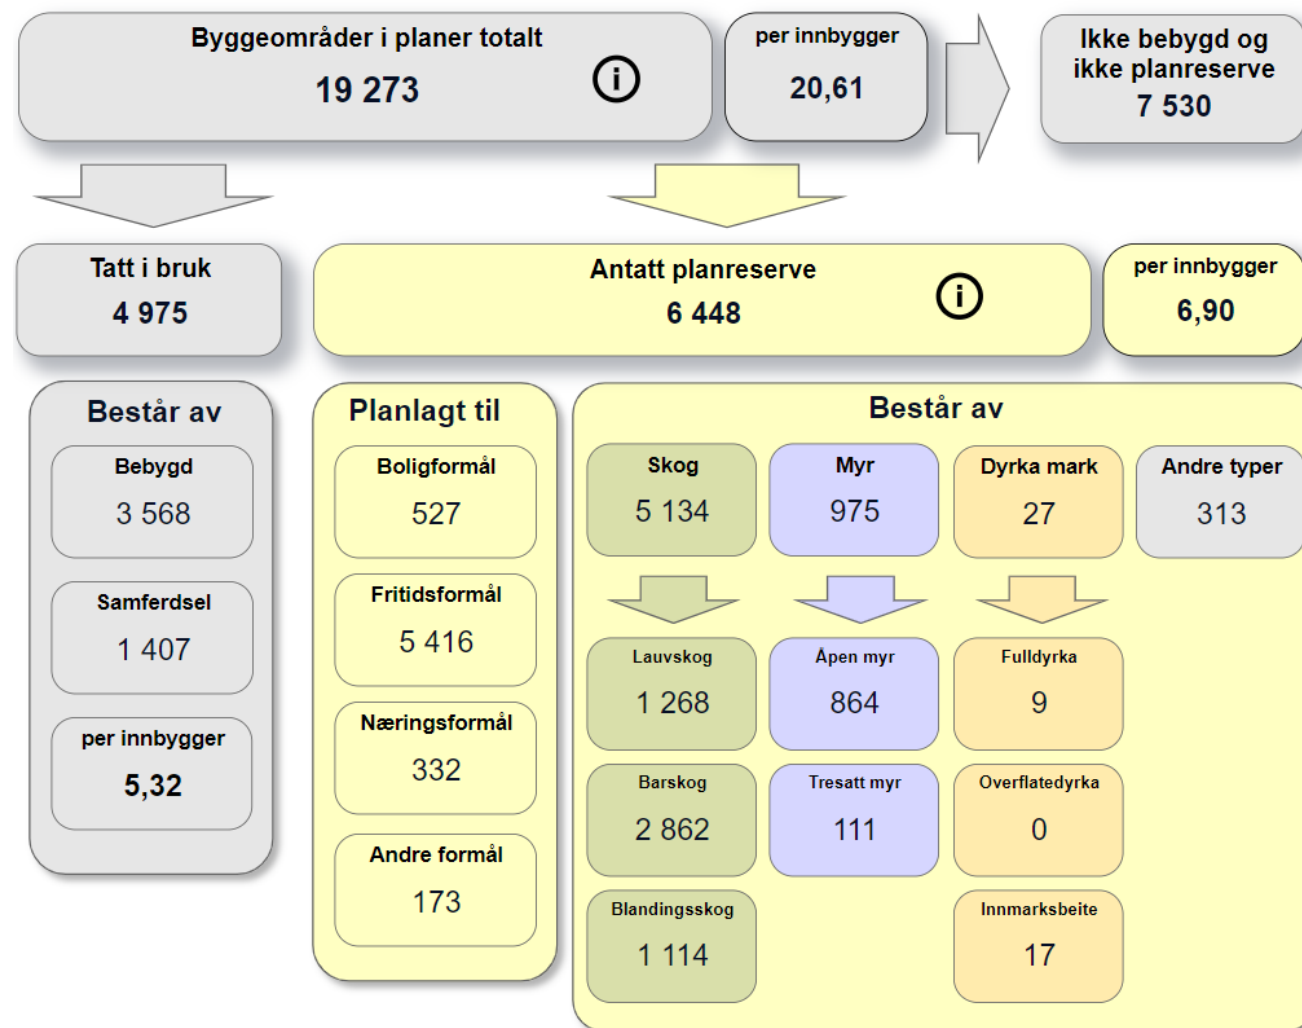 Byggeområder i planer totalt
19 273
per innbygger
20,61
Ikke bebygd og
ikke planreserve
7 530
Tatt i bruk
4 975
Antatt planreserve
6 448
per innbygger
6,90
Består av
Bebygd
3 568
Samferdsel
1 407
per innbygger
5,32
Planlagt til
Boligformål
527
Fritidsformål
5 416
Næringsformål
332
Andre formål
173
Består av
Skog
5 134
Myr
975
Dyrka mark
27
Andre typer
313
Lauvskog
1 268
Åpen myr
864
Fulldyrka
9
Barskog
2 862
Tresatt myr
111
Overflatedyrka
0
Blandingsskog
1 114
Innmarksbeite
17